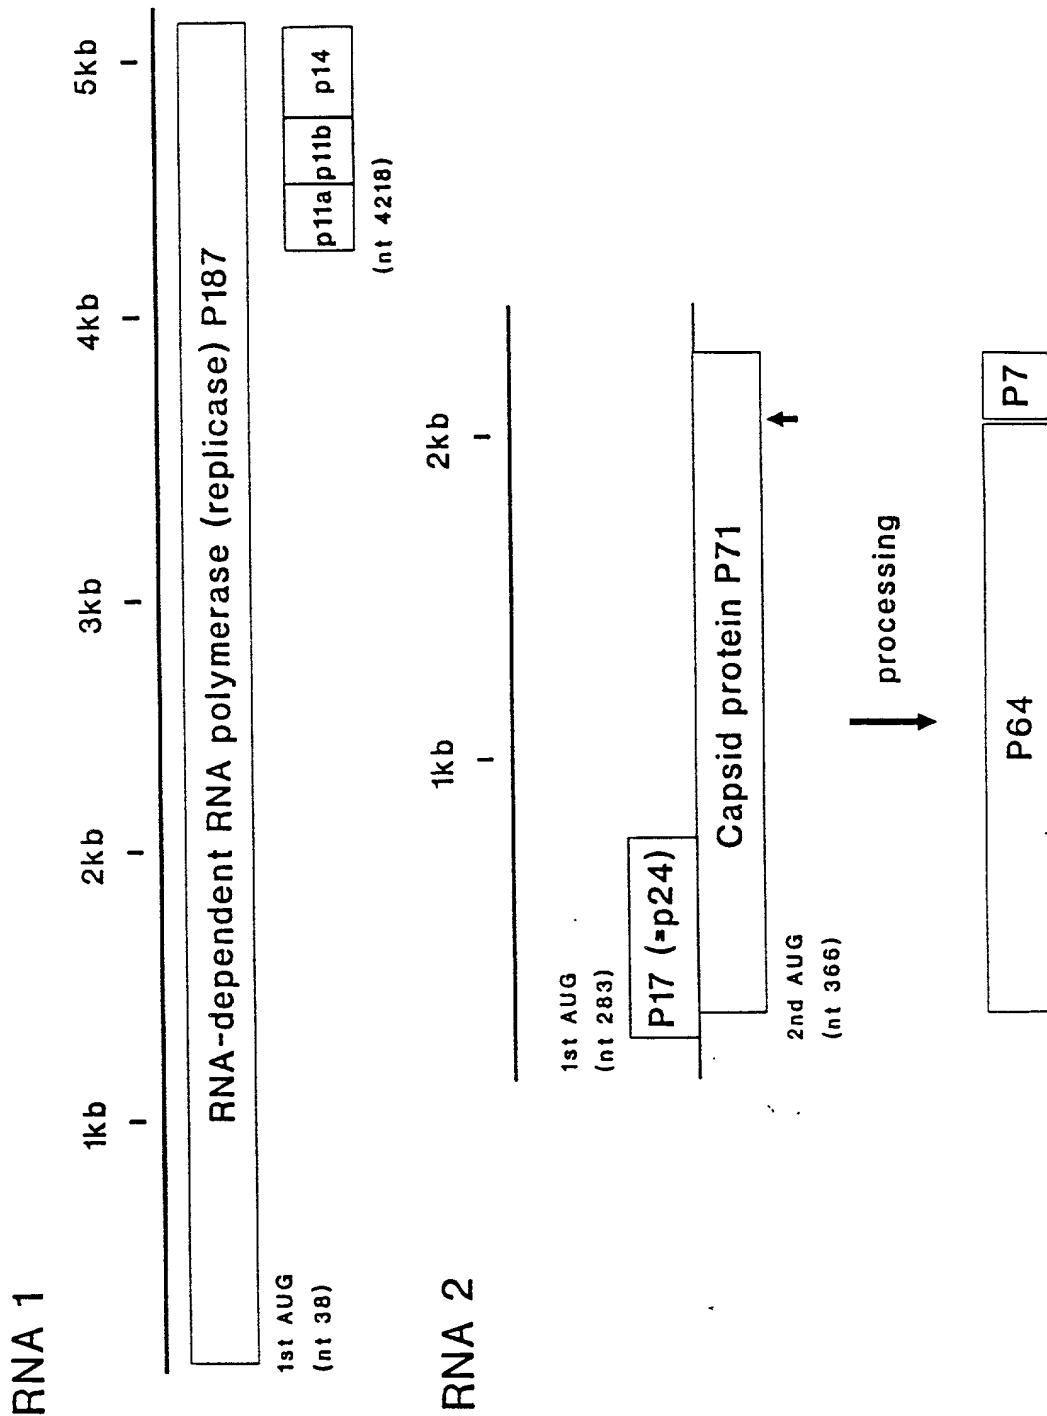 RNA 1
1kb 2kb 3kb 4kb 5kb
RNA-dependent RNA polymerase (replicase) P187
1st AUG
(nt 38)
p11a p11b p14
(nt 4218)
RNA 2
1kb 2kb
1st AUG
(nt 283)
P17 (=p24)
Capsid protein P71
2nd AUG
(nt 366)
processing
P64 P7